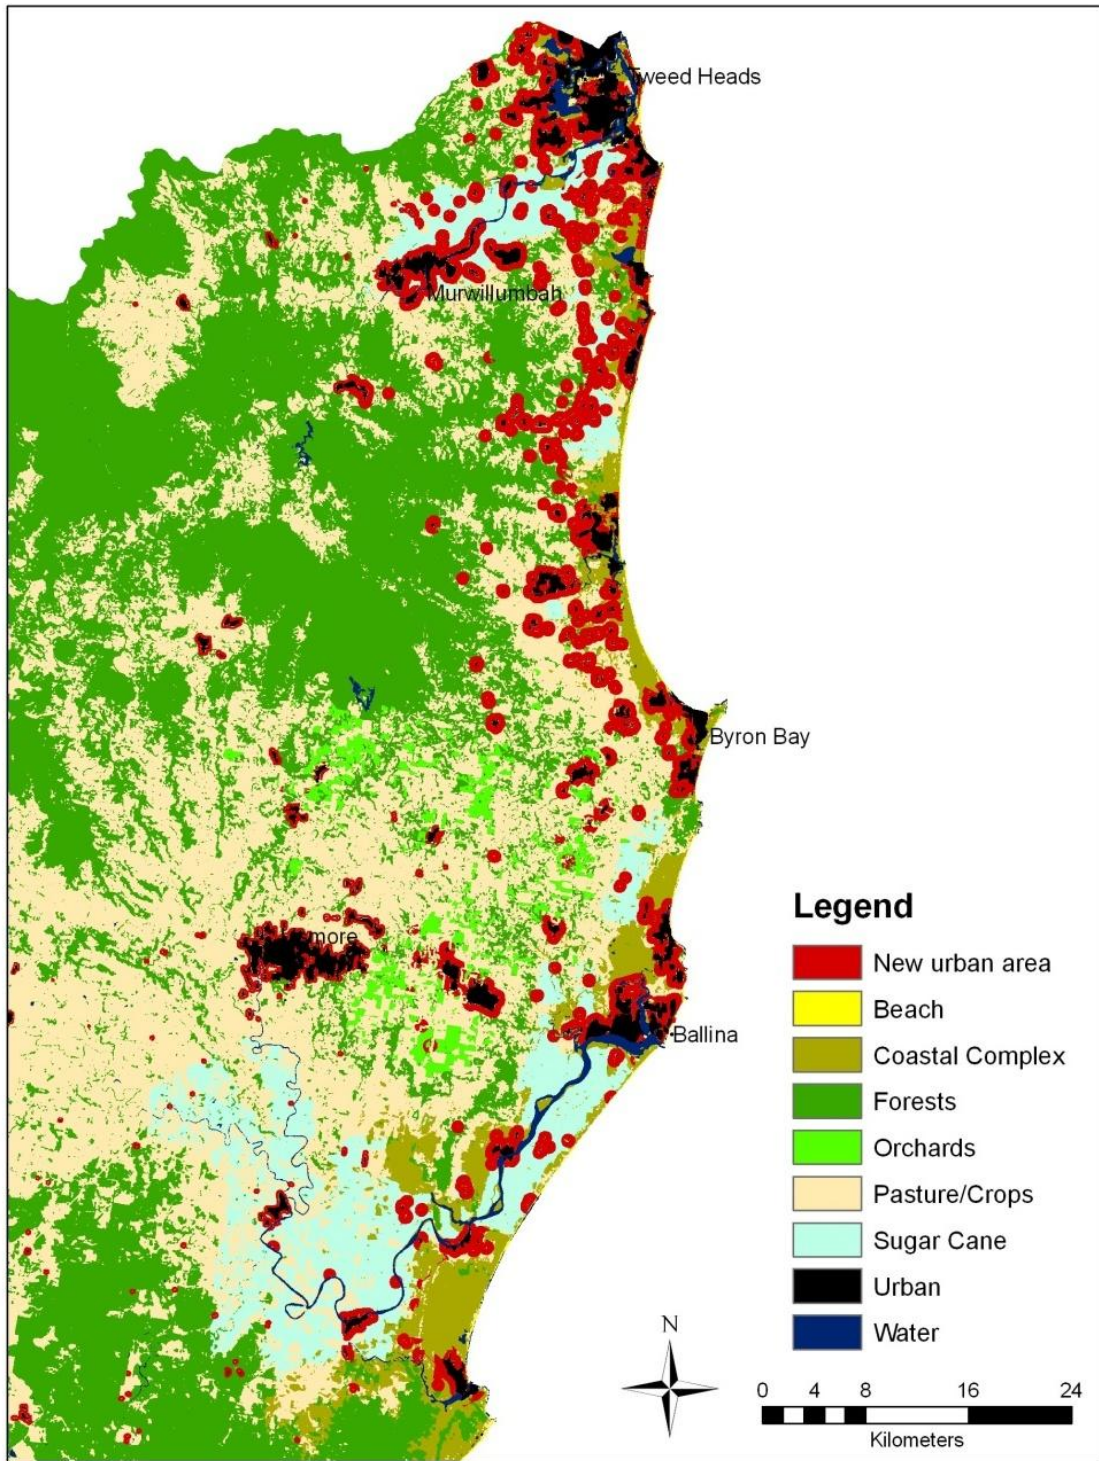 Tweed Heads
Murwillumbah
Byron Bay
more
Ballina
Legend
New urban area
Beach
Coastal Complex
Forests
Orchards
Pasture/Crops
Sugar Cane
Urban
Water
N
0 4 8 16 24
Kilometers